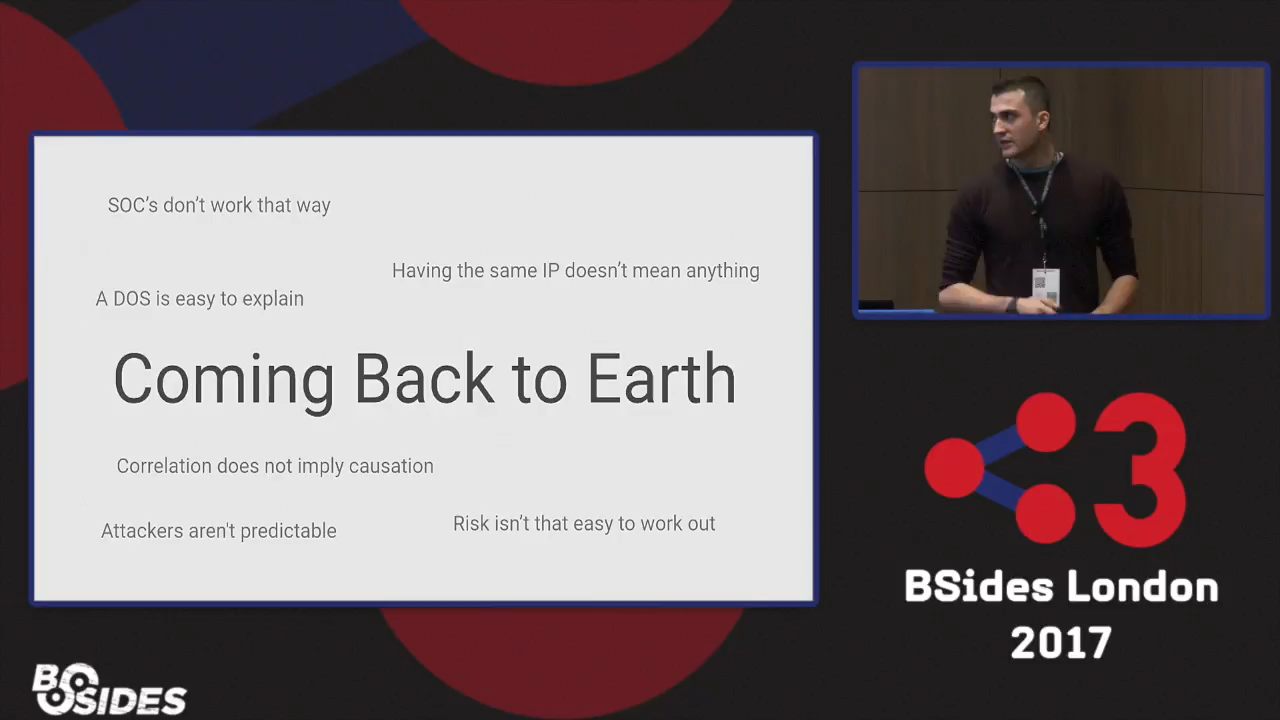 SOC’s don’t work that way
Having the same IP doesn’t mean anything
A DOS is easy to explain
Coming Back to Earth
Correlation does not imply causation
Risk isn’t that easy to work out
Attackers aren't predictable
3
BSides London
2017
BSIDES